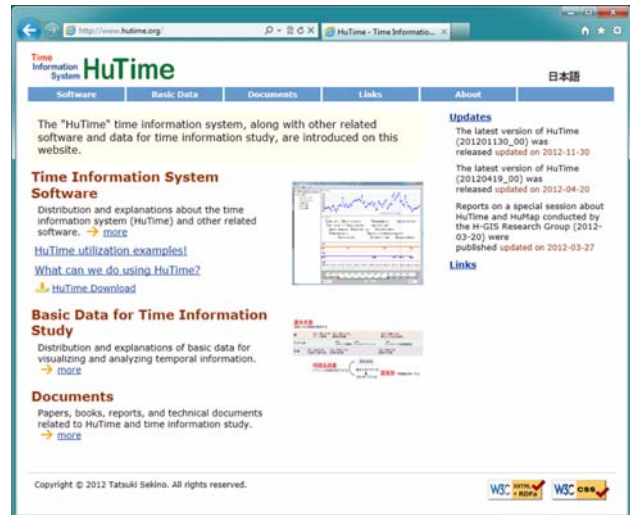 http://www.hutime.org/
HuTime - Time Informatio...
Time
Information
System HuTime
日本語
Software Basic Data Documents Links About
The "HuTime" time information system, along with other related
software and data for time information study, are introduced on this
website.
Time Information System
Software
Distribution and explanations about the time
information system (HuTime) and other related
software. → more
HuTime utilization examples!
What can we do using HuTime?
HuTime Download
Basic Data for Time Information
Study
Distribution and explanations of basic data for
visualizing and analyzing temporal information.
→ more
Documents
Papers, books, reports, and technical documents
related to HuTime and time information study.
→ more
Updates
The latest version of HuTime
(201201130_00) was
released updated on 2012-11-30
The latest version of HuTime
(20120419_00) was
released updated on 2012-04-20
Reports on a special session about
HuTime and HuMap conducted by
the H-GIS Research Group (2012-
03-20) were
published updated on 2012-03-27
Links
Copyright © 2012 Tatsuki Sekino. All rights reserved.
W3C XHTML + RDFa
W3C css